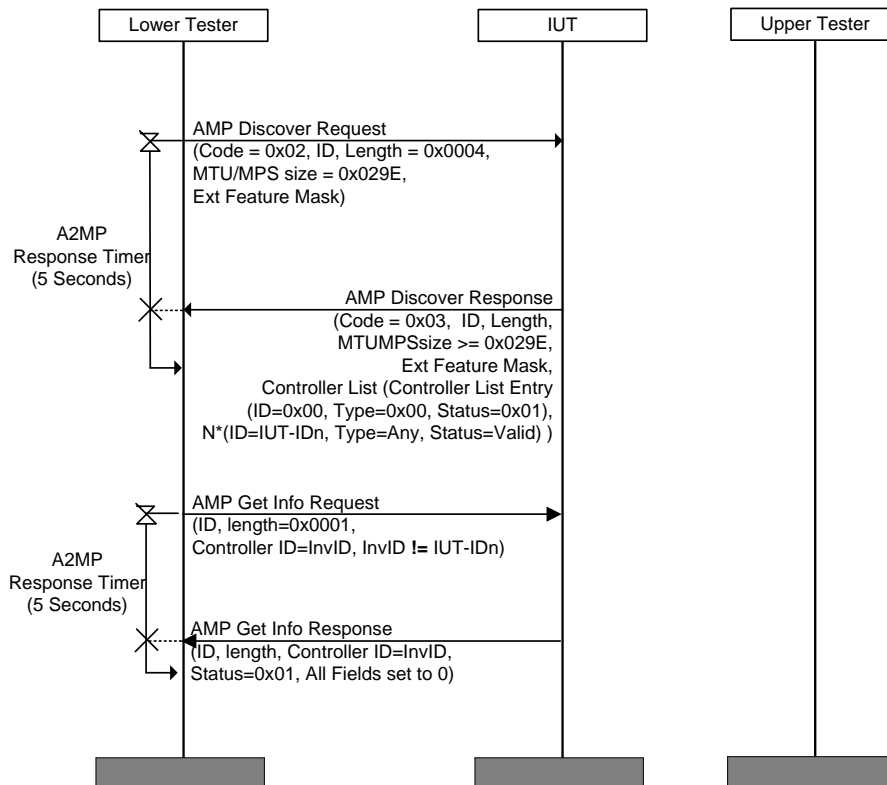 Lower Tester
IUT
Upper Tester
AMP Discover Request
(Code = 0x02, ID, Length = 0x0004,
MTU/MPS size = 0x029E,
Ext Feature Mask)
A2MP
Response Timer
(5 Seconds)
AMP Discover Response
(Code = 0x03, ID, Length,
MTUMPSsize >= 0x029E,
Ext Feature Mask,
Controller List (Controller List Entry
(ID=0x00, Type=0x00, Status=0x01),
N*(ID=IUT-IDn, Type=Any, Status=Valid) )
AMP Get Info Request
(ID, length=0x0001,
Controller ID=InvID, InvID != IUT-IDn)
A2MP
Response Timer
(5 Seconds)
AMP Get Info Response
(ID, length, Controller ID=InvID,
Status=0x01, All Fields set to 0)